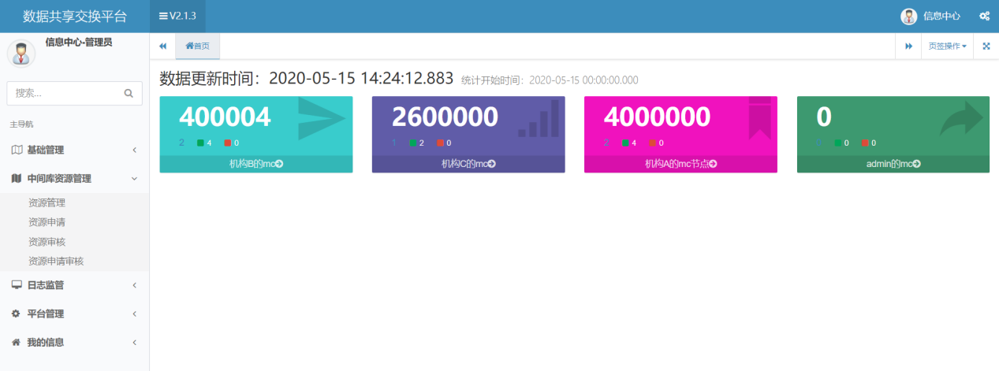 数据共享交换平台
V2.1.3
信息中心
信息中心-管理员
首页
页签操作
搜索...
主导航
基础管理
中间库资源管理
资源管理
资源申请
资源审核
资源申请审核
日志监管
平台管理
我的信息
数据更新时间：2020-05-15 14:24:12.883 统计开始时间：2020-05-15 00:00:00.000
400004
2 4 0
机构B的mc
2600000
1 2 0
机构C的mc
4000000
2 4 0
机构A的mc节点
0
0 0
admin的mc